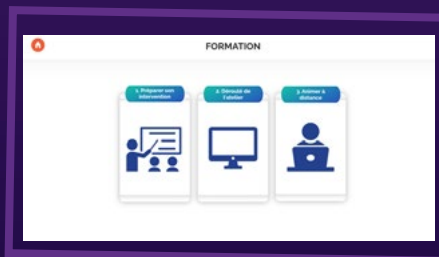 FORMATION
1. Préparer son
intervention
2. Déroulé de
l'atelier
3. Animer à
distance